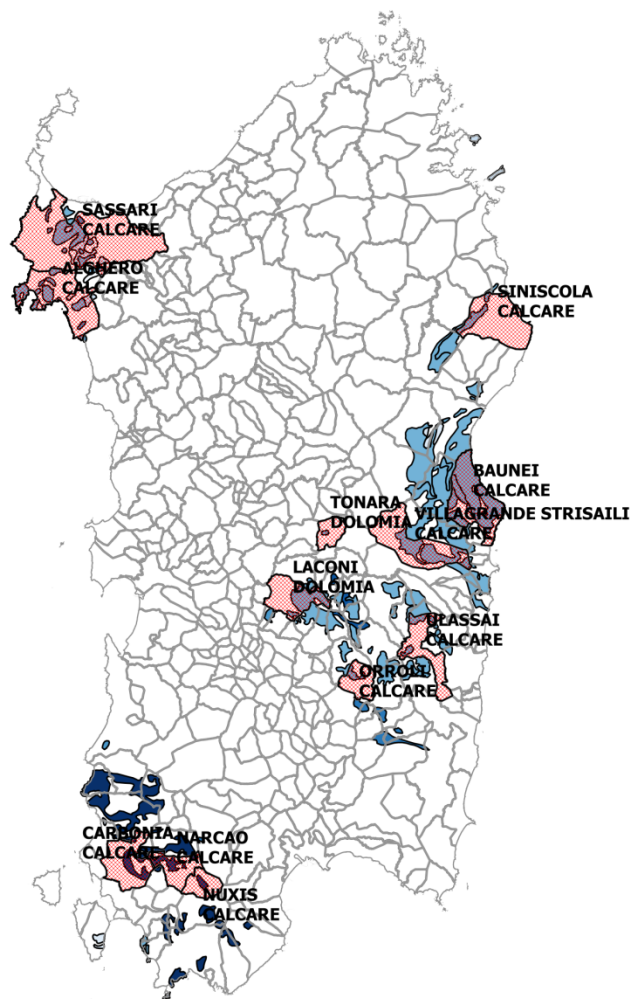 SASSARI
CALCARE
ALGHERO
CALCARE
SINISCOLA
CALCARE
BAUNEI
CALCARE
TONARA
DOLOMIA
VILLAGRANDE STRISAILI
CALCARE
LACONI
DOLOMIA
ULASSAI
CALCARE
ORROLI
CALCARE
CARBONIA
CALCARE
NARCAO
CALCARE
NUXIS
CALCARE